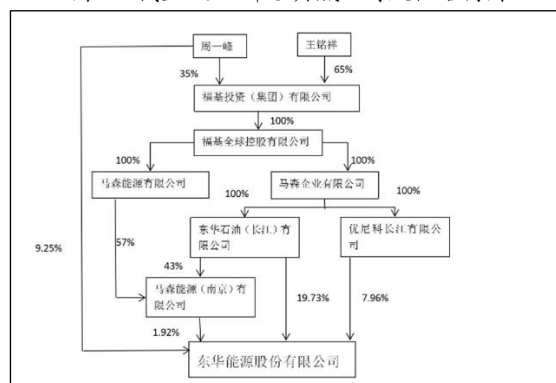 周一峰
王铭祥
35%
65%
福基投资（集团）有限公司
100%
福基全球控股有限公司
100%
100%
马森能源有限公司
马森企业有限公司
100%
100%
东华石油（长江）有
限公司
优尼科长江有限公
司
9.25%
57%
43%
马森能源（南京）有
限公司
19.73%
7.96%
1.92%
东华能源股份有限公司